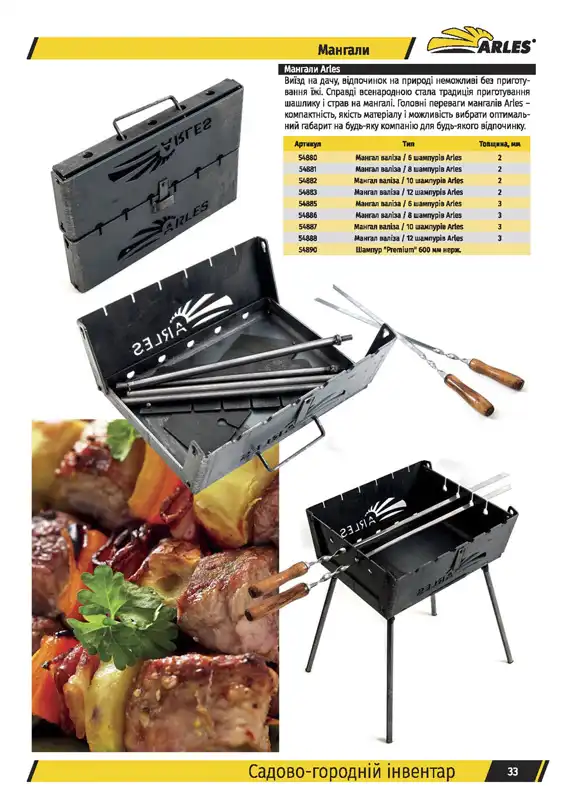 Мангали
ARLES
Мангали Arles
Виїзд на дачу, відпочинок на природі неможливі без приготу-
вання їжі. Справді всенародною стала традиція приготування
шашлику і страв на мангалі. Головні переваги мангалів Arles –
компактність, якість матеріалу і можливість вибрати оптималь-
ний габарит на будь-яку компанію для будь-якого відпочинку.
Артикул Тип Товщина, мм
54880 Мангал валіза / 6 шампурів Arles 2
54881 Мангал валіза / 8 шампурів Arles 2
54882 Мангал валіза / 10 шампурів Arles 2
54883 Мангал валіза / 12 шампурів Arles 2
54885 Мангал валіза / 6 шампурів Arles 3
54886 Мангал валіза / 8 шампурів Arles 3
54887 Мангал валіза / 10 шампурів Arles 3
54888 Мангал валіза / 12 шампурів Arles 3
54890 Шампур "Premium" 600 мм нерж.
ARLES
ARLES
ARLES
ARLES
ARLES
ARLES
Садово-городній інвентар 33